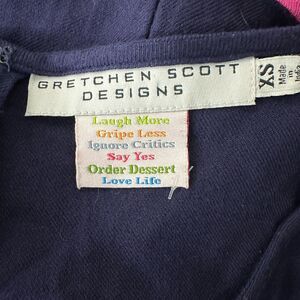 GRETCHEN SCOTT
DESIGNS
XS
Made
in
India
Laugh More
Gripe Less
Ignore Critics
Say Yes
Order Dessert
Love Life